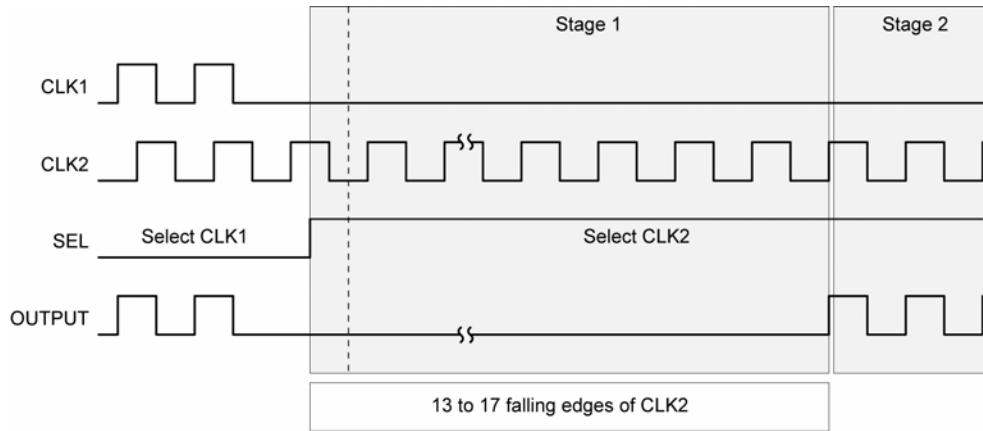 Stage 1
Stage 2
CLK1
CLK2
SEL
Select CLK1
Select CLK2
OUTPUT
13 to 17 falling edges of CLK2